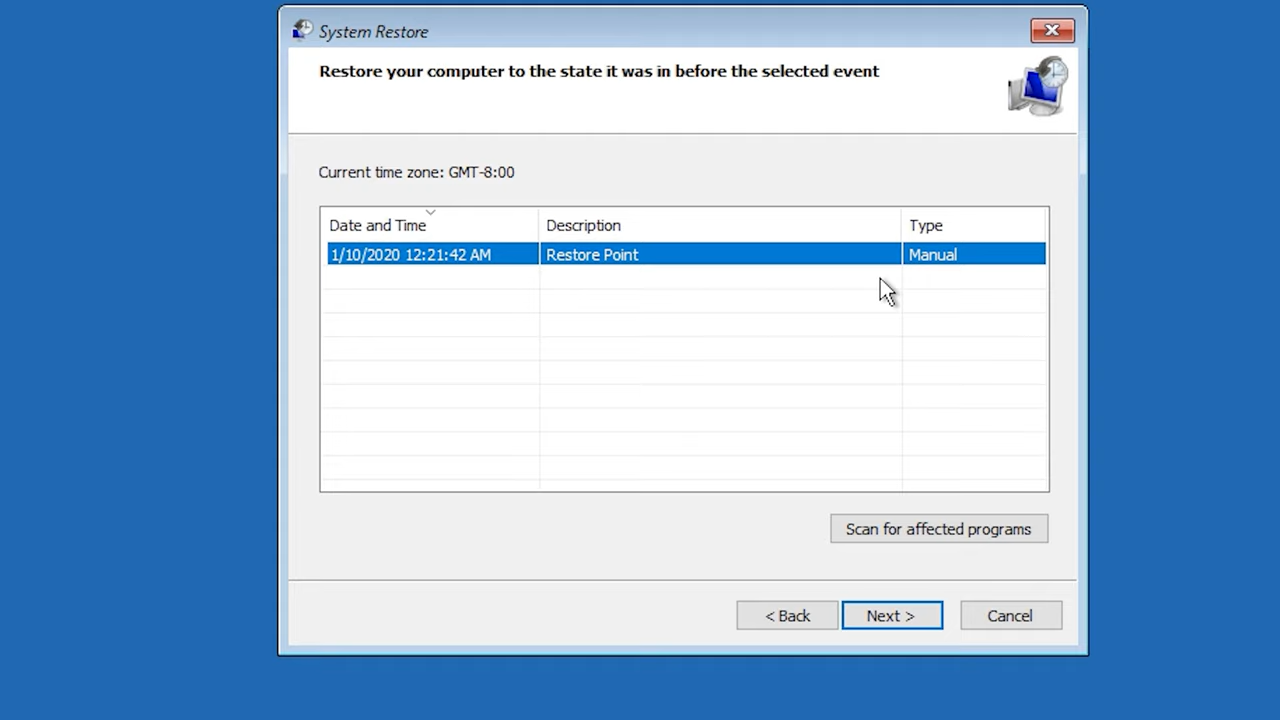 System Restore
Restore your computer to the state it was in before the selected event
Current time zone: GMT-8:00
Date and Time Description Type
1/10/2020 12:21:42 AM Restore Point Manual
Scan for affected programs
< Back Next > Cancel